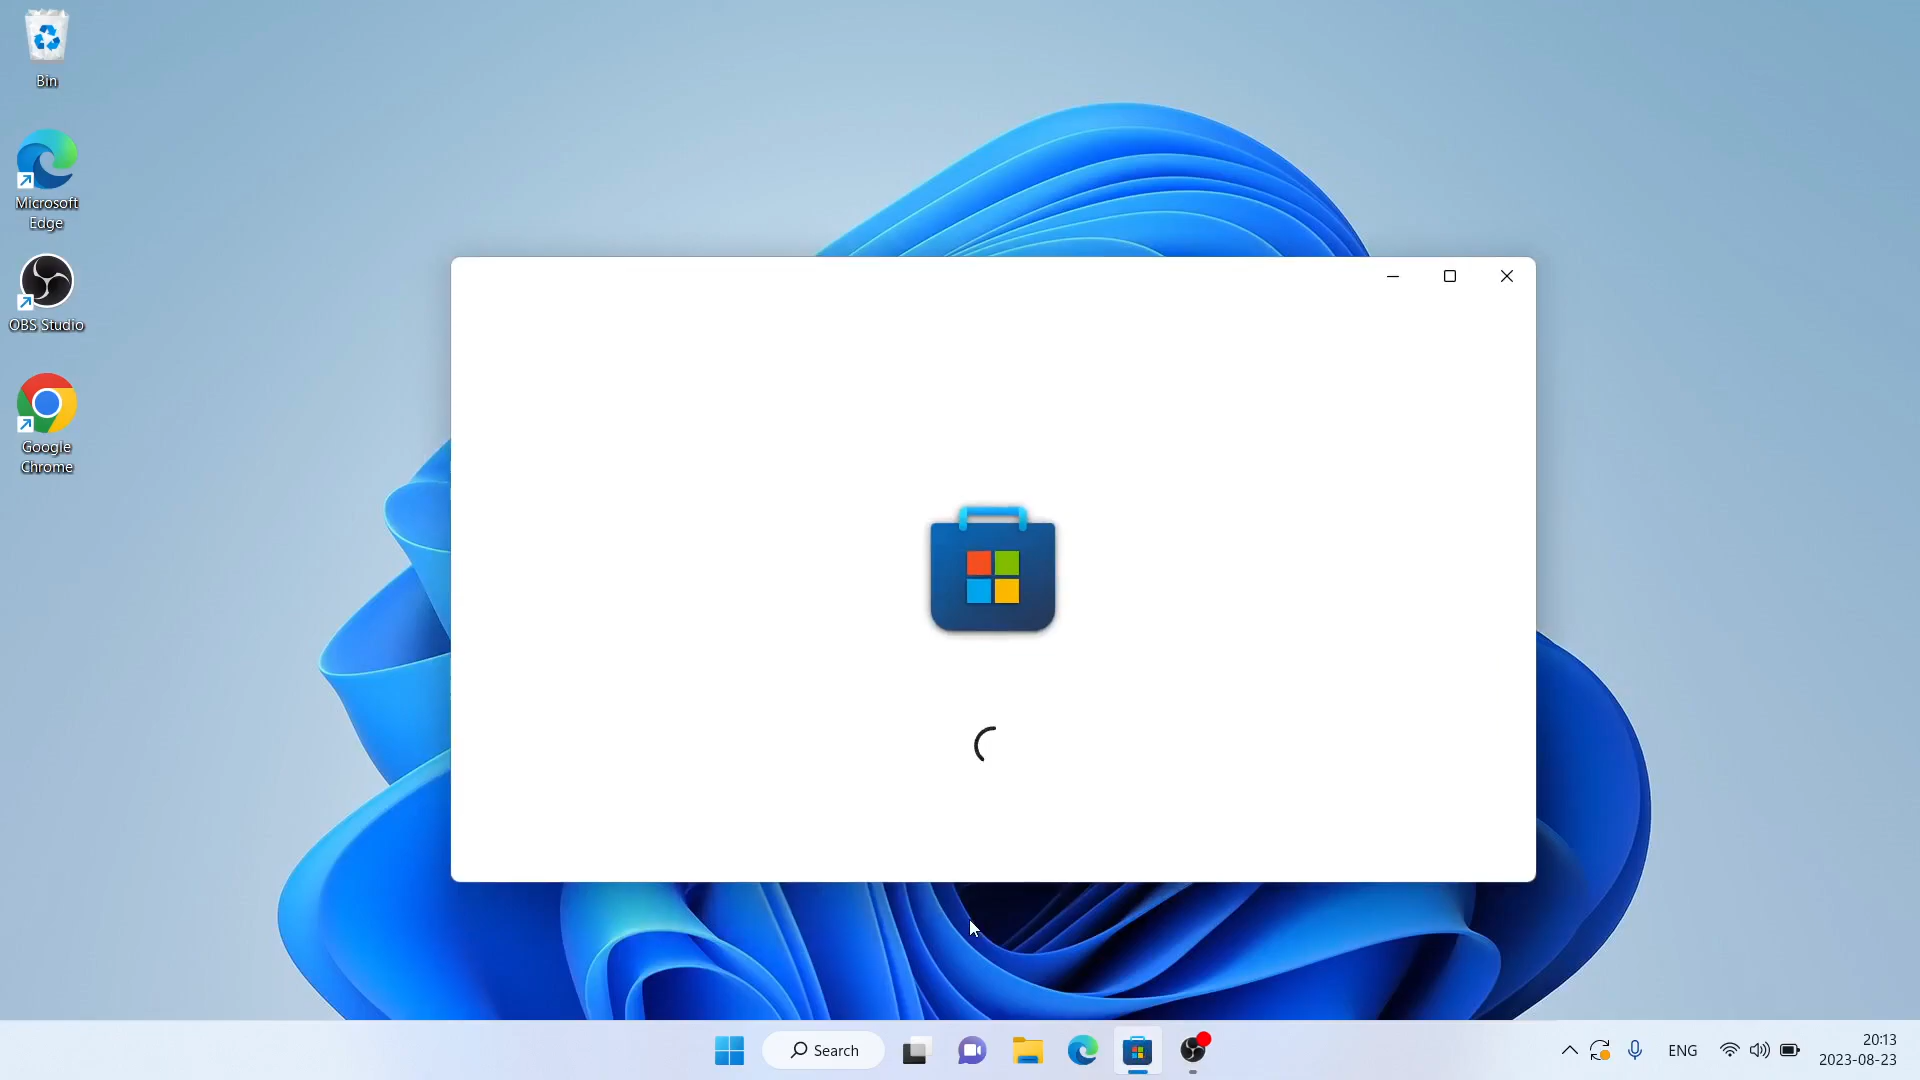 Bin
Microsoft
Edge
OBS Studio
Google
Chrome
Search
ENG
20:13
2023-08-23